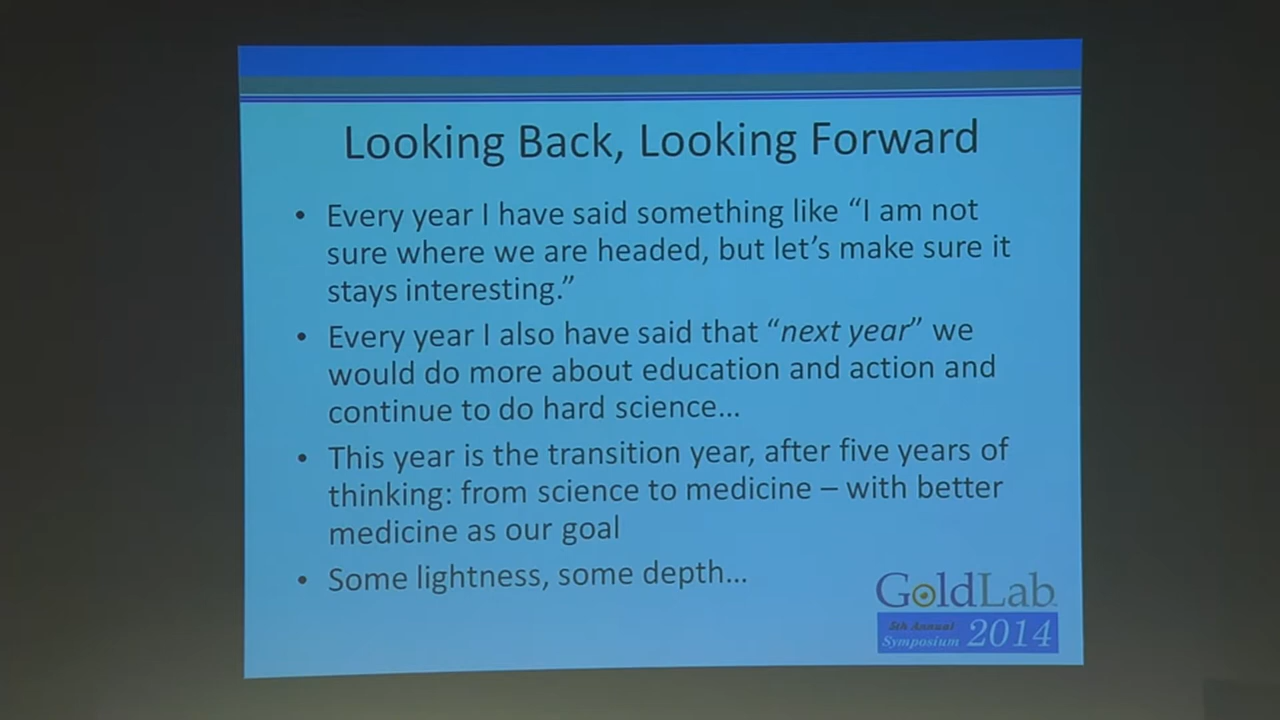 Looking Back, Looking Forward
• Every year I have said something like “I am not
sure where we are headed, but let’s make sure it
stays interesting.”
• Every year I also have said that “next year” we
would do more about education and action and
continue to do hard science…
• This year is the transition year, after five years of
thinking: from science to medicine – with better
medicine as our goal
• Some lightness, some depth…
GoldLab
5th Annual
Symposium 2014